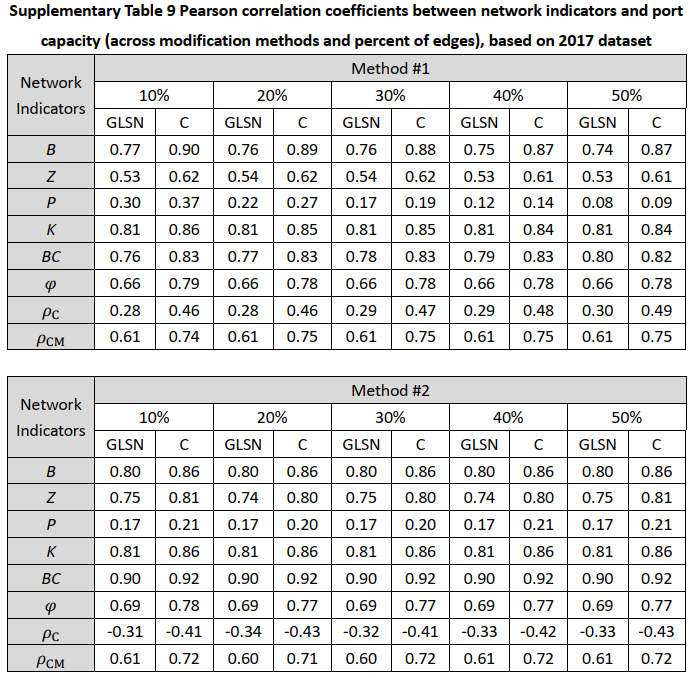 Supplementary Table 9 Pearson correlation coefficients between network indicators and port
capacity (across modification methods and percent of edges), based on 2017 dataset
Network Indicators Method #1
10% 20% 30% 40% 50%
GLSN C GLSN C GLSN C GLSN C GLSN C
B 0.77 0.90 0.76 0.89 0.76 0.88 0.75 0.87 0.74 0.87
Z 0.53 0.62 0.54 0.62 0.54 0.62 0.53 0.61 0.53 0.61
P 0.30 0.37 0.22 0.27 0.17 0.19 0.12 0.14 0.08 0.09
K 0.81 0.86 0.81 0.85 0.81 0.85 0.81 0.84 0.81 0.84
BC 0.76 0.83 0.77 0.83 0.78 0.83 0.79 0.83 0.80 0.82
φ 0.66 0.79 0.66 0.78 0.66 0.78 0.66 0.78 0.66 0.78
ρC 0.28 0.46 0.28 0.46 0.29 0.47 0.29 0.48 0.30 0.49
ρCM 0.61 0.74 0.61 0.75 0.61 0.75 0.61 0.75 0.61 0.75
Network Indicators Method #2
10% 20% 30% 40% 50%
GLSN C GLSN C GLSN C GLSN C GLSN C
B 0.80 0.86 0.80 0.86 0.80 0.86 0.80 0.86 0.80 0.86
Z 0.75 0.81 0.74 0.80 0.75 0.80 0.74 0.80 0.75 0.81
P 0.17 0.21 0.17 0.20 0.17 0.20 0.17 0.21 0.17 0.21
K 0.81 0.86 0.81 0.86 0.81 0.86 0.81 0.86 0.81 0.86
BC 0.90 0.92 0.90 0.92 0.90 0.92 0.90 0.92 0.90 0.92
φ 0.69 0.78 0.69 0.77 0.69 0.77 0.69 0.77 0.69 0.77
ρC -0.31 -0.41 -0.34 -0.43 -0.32 -0.41 -0.33 -0.42 -0.33 -0.43
ρCM 0.61 0.72 0.60 0.71 0.60 0.72 0.61 0.72 0.61 0.72